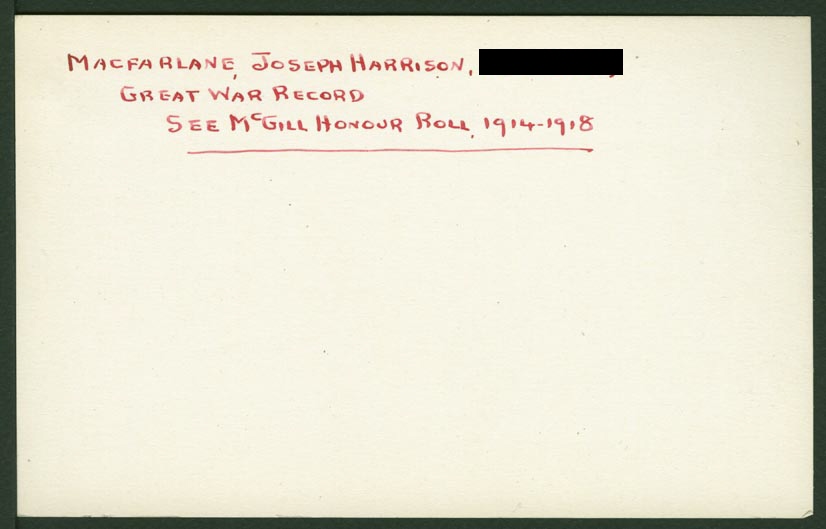 MACFARLANE, JOSEPH HARRISON,
GREAT WAR RECORD
SEE McGILL HONOUR ROLL, 1914-1918